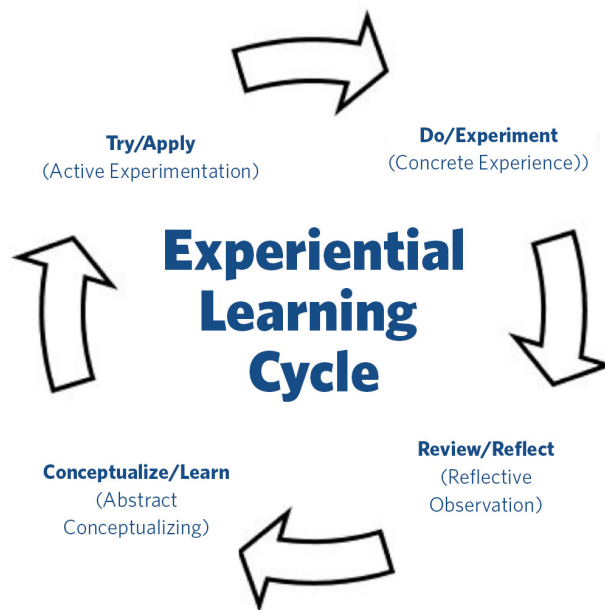 Try/Apply
(Active Experimentation)
Do/Experiment
(Concrete Experience))
Experiential
Learning
Cycle
Conceptualize/Learn
(Abstract
Conceptualizing)
Review/Reflect
(Reflective
Observation)